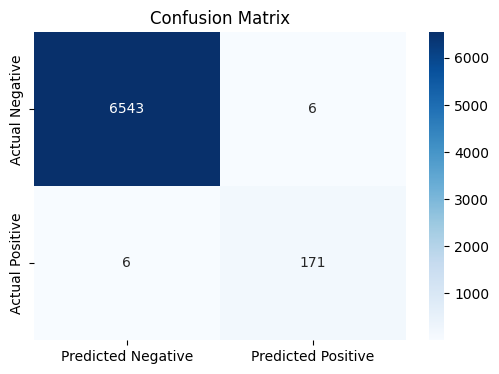 Confusion Matrix
Actual Negative
6543
6
Actual Positive
6
171
Predicted Negative
Predicted Positive
6000
5000
4000
3000
2000
1000